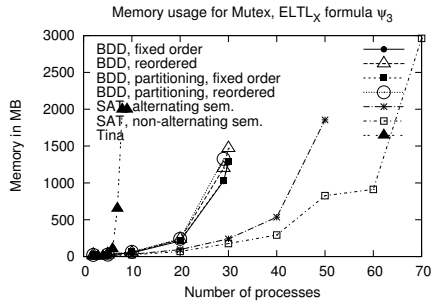 Memory usage for Mutex, ELTL_X formula ψ_3
3000
2500
2000
1500
1000
500
0
Memory in MB
BDD, fixed order
BDD, reordered
BDD, partitioning, fixed order
BDD, partitioning, reordered
SAT, alternating sem.
SAT, non-alternating sem.
Tina
0 10 20 30 40 50 60 70
Number of processes